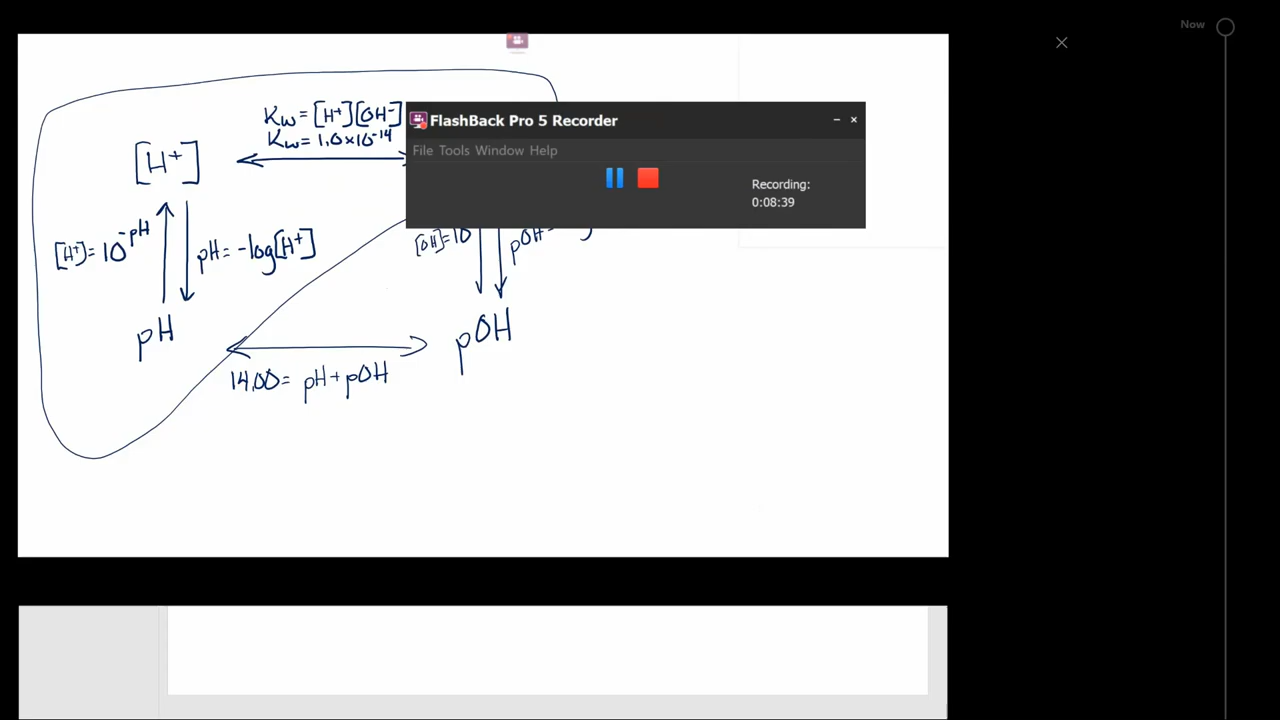 Now
Kw = [H+][OH-]
Kw = 1.0×10-14
FlashBack Pro 5 Recorder
File Tools Window Help
Recording:
0:08:39
[H+]
[H+] = 10-pH
pH = -log[H+]
[OH] = 10
pOH =
pH
pOH
14.00 = pH + pOH